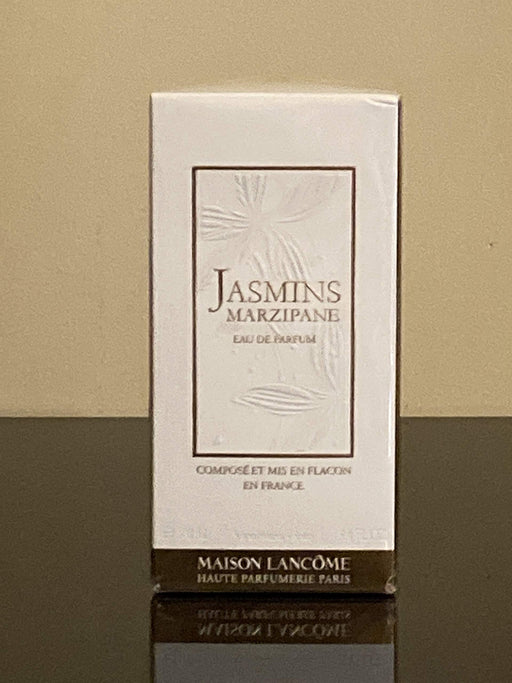 JASMINS
MARZIPANE
EAU DE PARFUM
COMPOSÉ ET MIS EN FLACON
EN FRANCE
MAISON LANCÔME
HAUTE PARFUMERIE PARIS